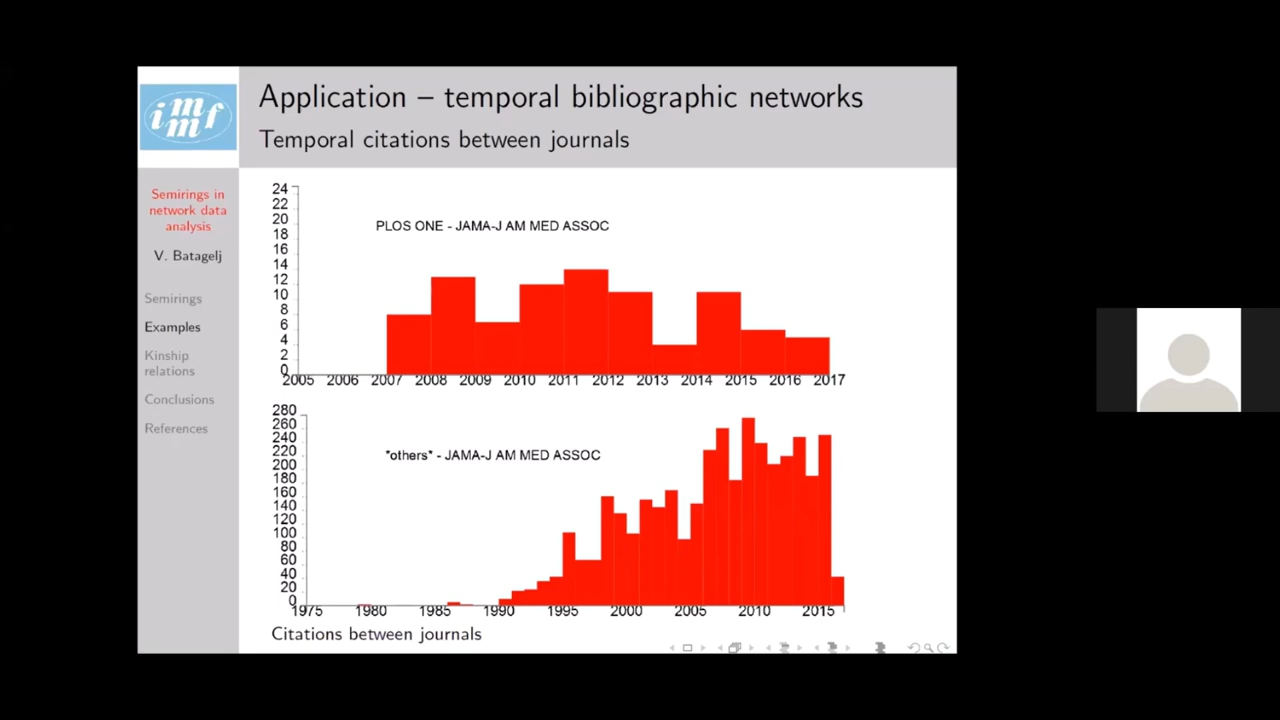 immf
Application – temporal bibliographic networks
Temporal citations between journals
Semirings in
network data
analysis
V. Batagelj
Semirings
Examples
Kinship
relations
Conclusions
References
24
22
20
18
16
14
12
10
8
6
4
2
0
PLOS ONE - JAMA-J AM MED ASSOC
2005 2006 2007 2008 2009 2010 2011 2012 2013 2014 2015 2016 2017
280
260
240
220
200
180
160
140
120
100
80
60
40
20
0
*others* - JAMA-J AM MED ASSOC
1975 1980 1985 1990 1995 2000 2005 2010 2015
Citations between journals